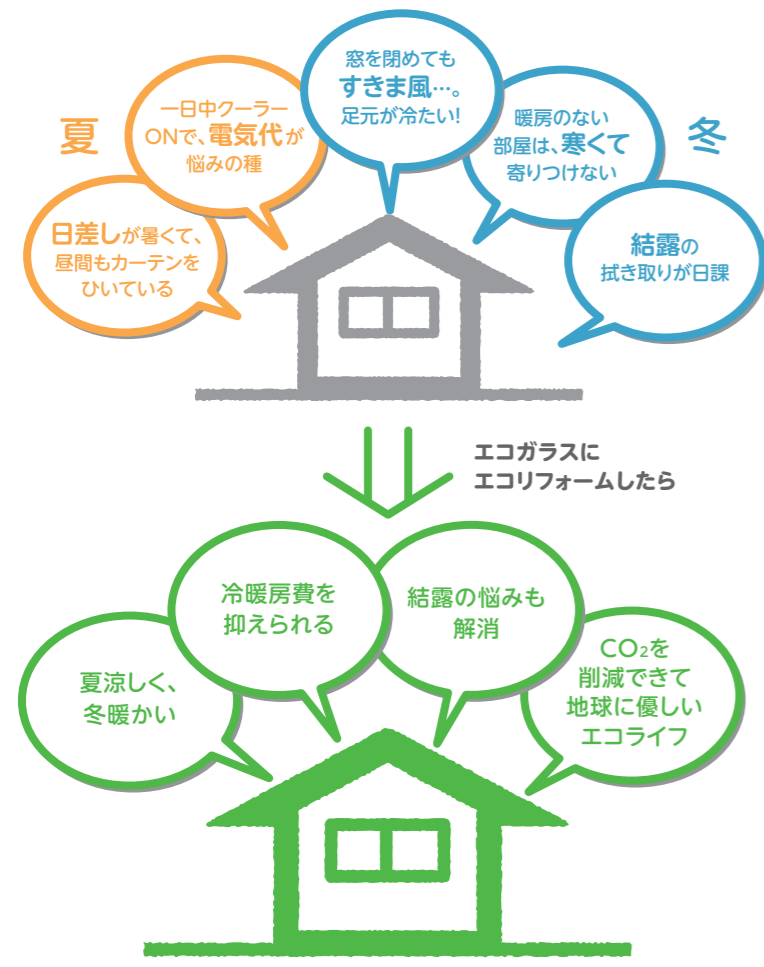 夏
日差しが暑くて、
昼間もカーテンを
ひいている
一日中クーラー
ONで、電気代が
悩みの種
窓を閉めても
すきま風…。
足元が冷たい!
暖房のない
部屋は、寒くて
寄りつけない
冬
結露の
拭き取りが日課
エコガラスに
エコリフォームしたら
夏涼しく、
冬暖かい
冷暖房費を
抑えられる
結露の悩みも
解消
CO₂を
削減できて
地球に優しい
エコライフ